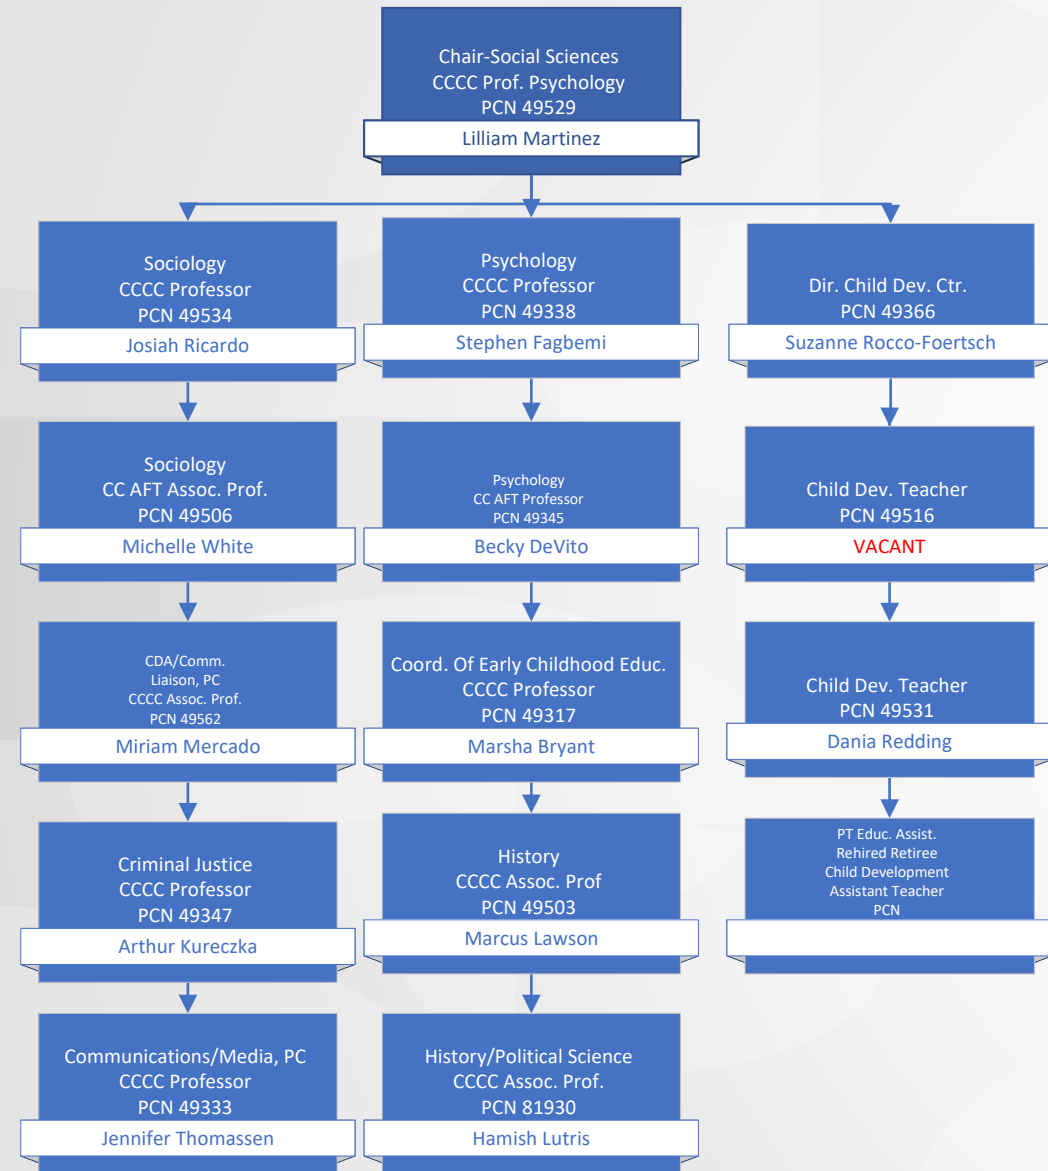 Chair-Social Sciences
CCCC Prof. Psychology
PCN 49529
Lilliam Martinez
Sociology
CCCC Professor
PCN 49534
Josiah Ricardo
Psychology
CCCC Professor
PCN 49338
Stephen Fagbemi
Dir. Child Dev. Ctr.
PCN 49366
Suzanne Rocco-Foertsch
Sociology
CC AFT Assoc. Prof.
PCN 49506
Michelle White
Psychology
CC AFT Professor
PCN 49345
Becky DeVito
Child Dev. Teacher
PCN 49516
VACANT
CDA/Comm.
Liaison, PC
CCCC Assoc. Prof.
PCN 49562
Miriam Mercado
Coord. Of Early Childhood Educ.
CCCC Professor
PCN 49317
Marsha Bryant
Child Dev. Teacher
PCN 49531
Dania Redding
Criminal Justice
CCCC Professor
PCN 49347
Arthur Kureczka
History
CCCC Assoc. Prof
PCN 49503
Marcus Lawson
PT Educ. Assist.
Rehired Retiree
Child Development
Assistant Teacher
PCN
Communications/Media, PC
CCCC Professor
PCN 49333
Jennifer Thomassen
History/Political Science
CCCC Assoc. Prof.
PCN 81930
Hamish Lutris